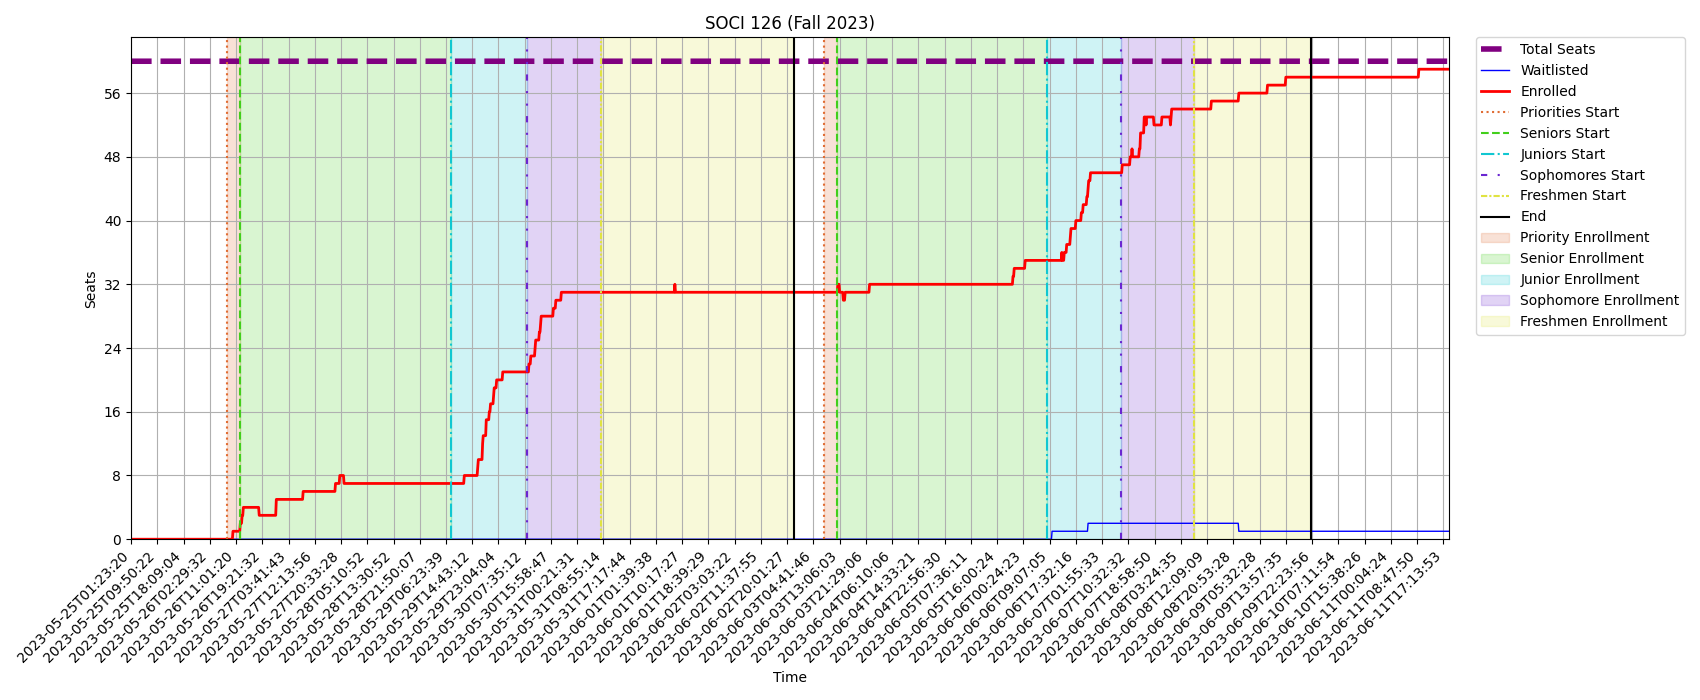 SOCI 126 (Fall 2023)
Seats
56
48
40
32
24
16
8
0
2023-05-25T01:23:20
2023-05-25T09:50:22
2023-05-25T18:09:04
2023-05-26T02:29:32
2023-05-26T11:01:20
2023-05-26T19:21:32
2023-05-27T03:41:43
2023-05-27T12:13:56
2023-05-27T20:33:28
2023-05-28T05:10:52
2023-05-28T13:30:52
2023-05-28T21:50:07
2023-05-29T06:23:39
2023-05-29T14:43:12
2023-05-29T23:04:04
2023-05-30T07:35:12
2023-05-30T15:58:47
2023-05-31T00:21:31
2023-05-31T08:55:14
2023-05-31T17:17:44
2023-06-01T01:39:38
2023-06-01T10:17:27
2023-06-01T18:39:29
2023-06-02T03:03:22
2023-06-02T11:37:55
2023-06-02T20:01:27
2023-06-03T04:41:46
2023-06-03T13:06:03
2023-06-03T21:29:06
2023-06-04T06:10:06
2023-06-04T14:33:21
2023-06-04T22:56:30
2023-06-05T07:36:11
2023-06-05T16:00:24
2023-06-06T00:24:23
2023-06-06T09:07:05
2023-06-06T17:32:16
2023-06-07T01:55:33
2023-06-07T10:32:32
2023-06-07T18:58:50
2023-06-08T03:24:35
2023-06-08T12:09:09
2023-06-08T20:53:28
2023-06-09T05:32:28
2023-06-09T13:57:35
2023-06-09T22:23:56
2023-06-10T07:11:54
2023-06-10T15:38:26
2023-06-11T00:04:24
2023-06-11T08:47:50
2023-06-11T17:13:53
Time
Total Seats
Waitlisted
Enrolled
Priorities Start
Seniors Start
Juniors Start
Sophomores Start
Freshmen Start
End
Priority Enrollment
Senior Enrollment
Junior Enrollment
Sophomore Enrollment
Freshmen Enrollment